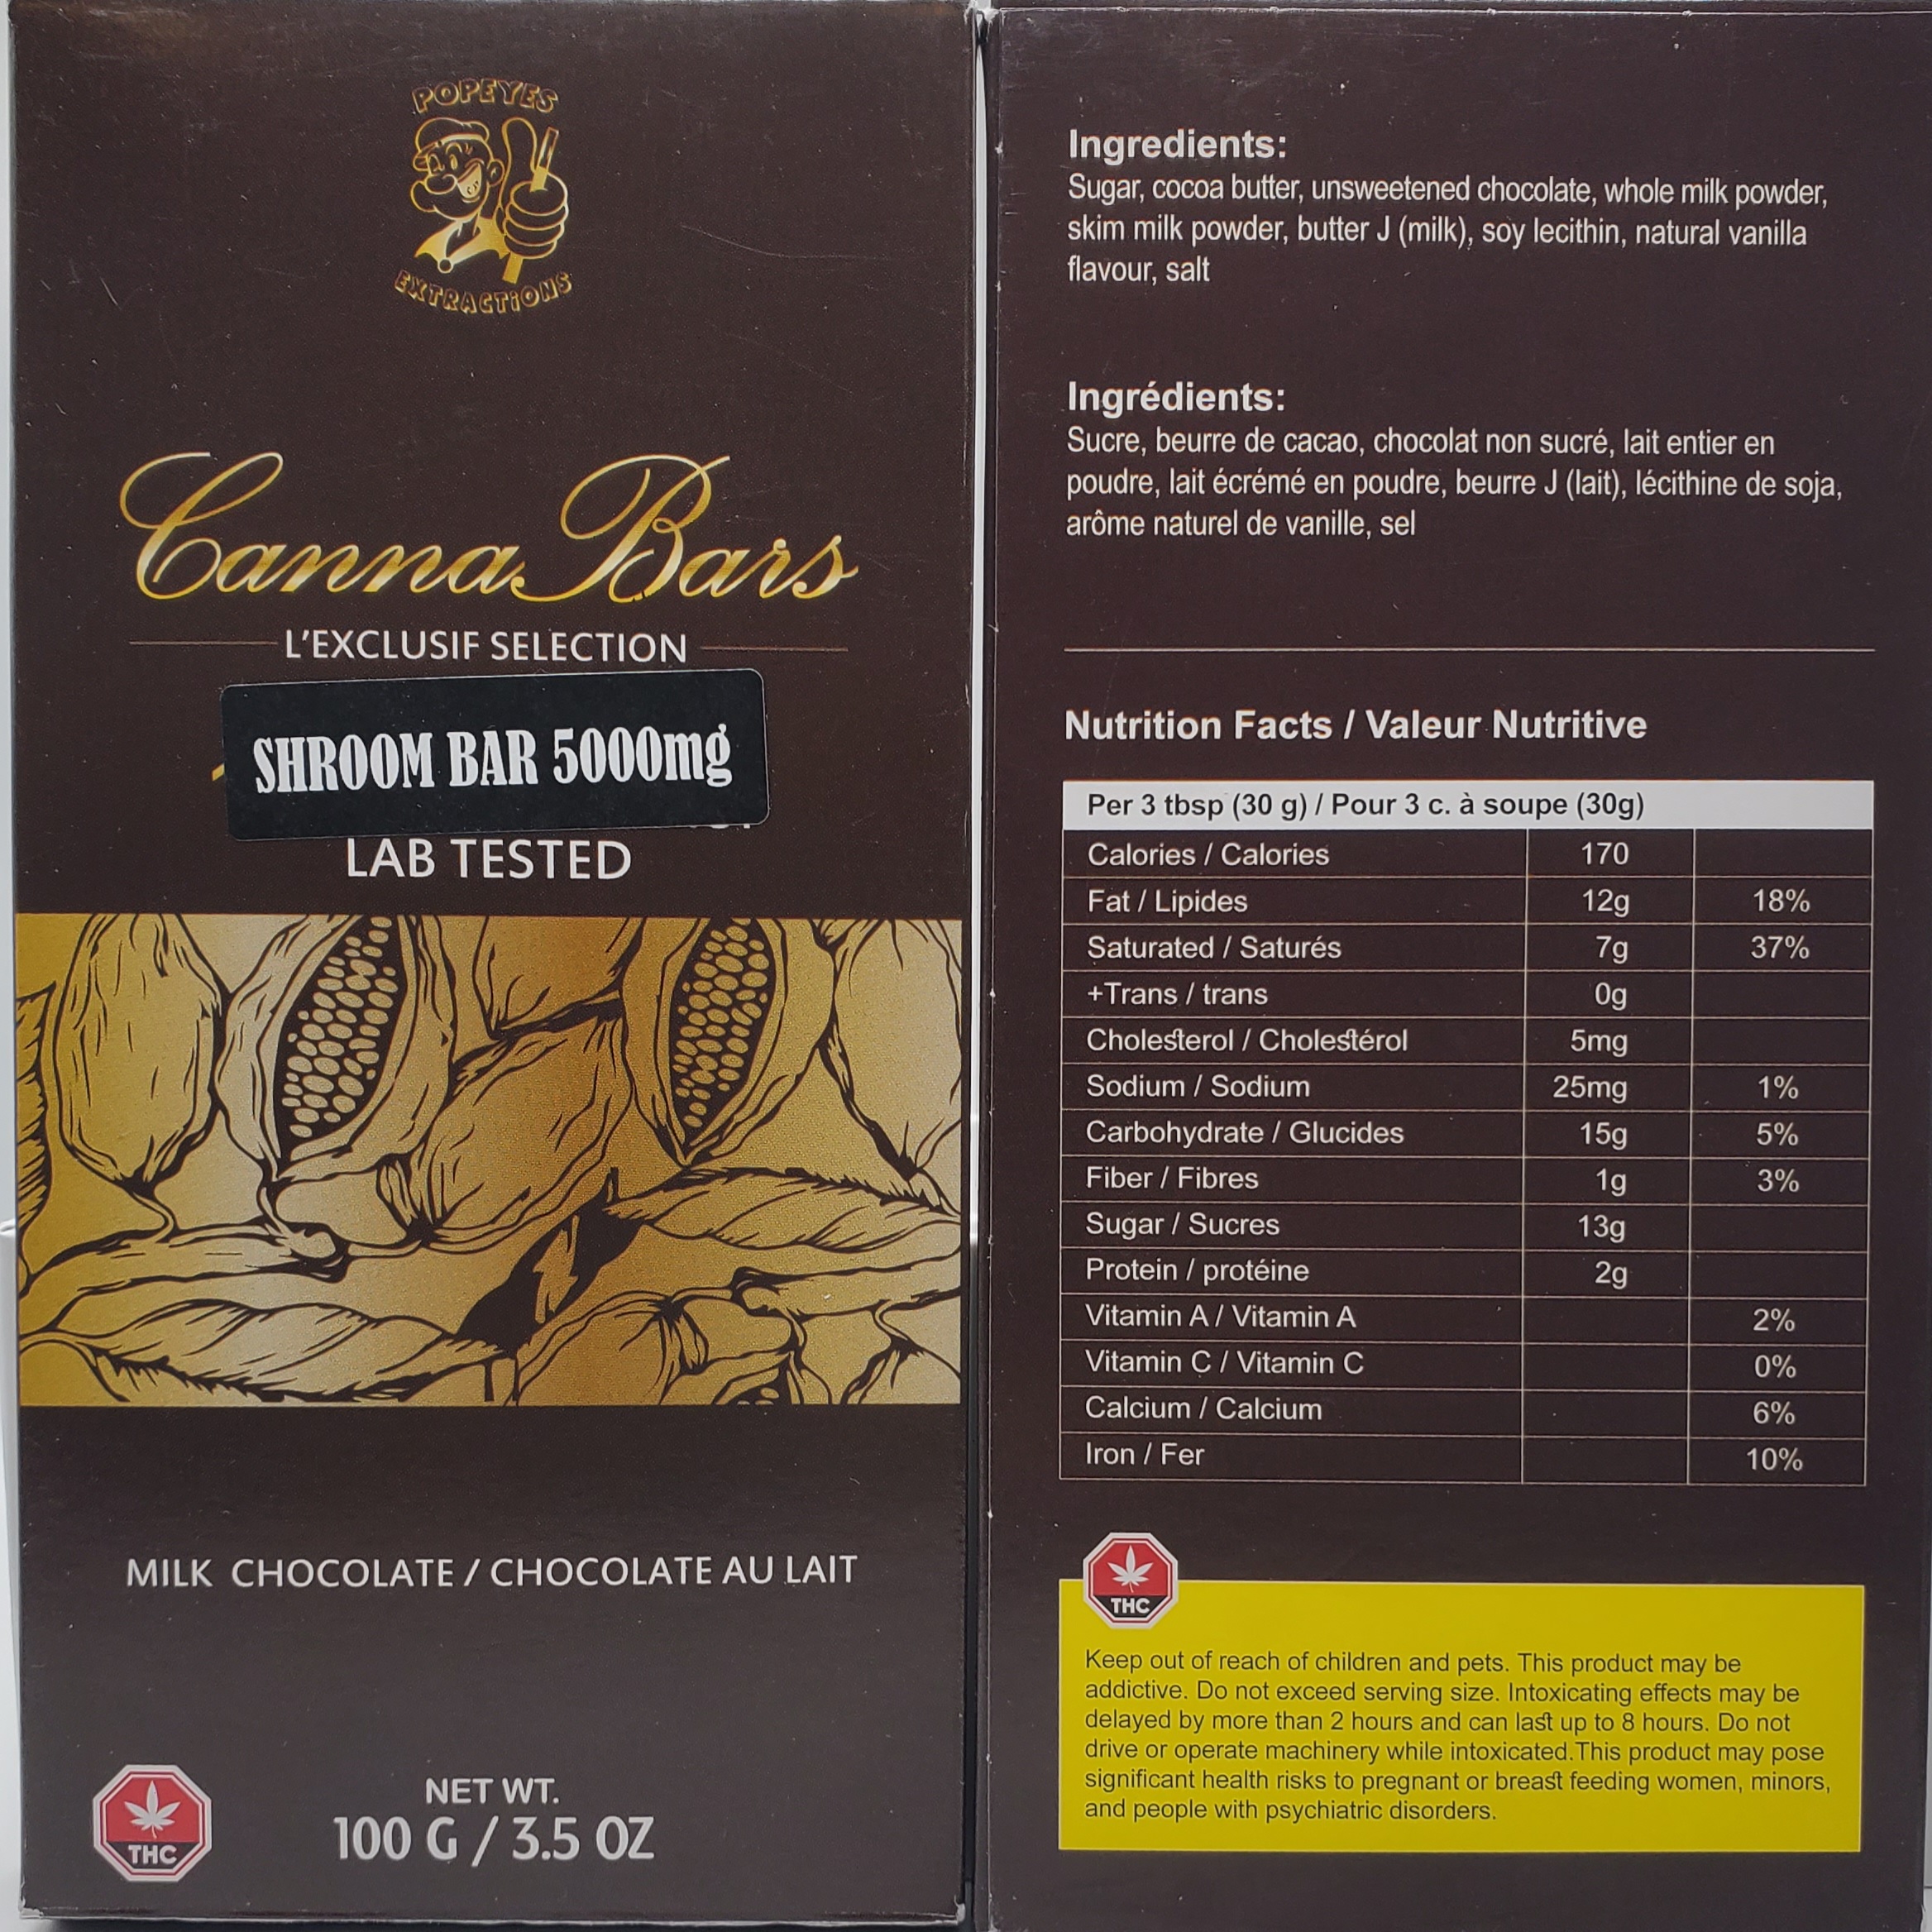 POPEYES
EXTRACTIONS
Canna Bars
L'EXCLUSIF SELECTION
SHROOM BAR 5000mg
LAB TESTED
MILK CHOCOLATE / CHOCOLATE AU LAIT
THC
NET WT.
100 G / 3.5 OZ
Ingredients:
Sugar, cocoa butter, unsweetened chocolate, whole milk powder,
skim milk powder, butter J (milk), soy lecithin, natural vanilla
flavour, salt
Ingrédients:
Sucre, beurre de cacao, chocolat non sucré, lait entier en
poudre, lait écrémé en poudre, beurre J (lait), lécithine de soja,
arôme naturel de vanille, sel
Nutrition Facts / Valeur Nutritive
Per 3 tbsp (30 g) / Pour 3 c. à soupe (30g)
Calories / Calories 170
Fat / Lipides 12g 18%
Saturated / Saturés 7g 37%
+Trans / trans 0g
Cholesterol / Cholestérol 5mg
Sodium / Sodium 25mg 1%
Carbohydrate / Glucides 15g 5%
Fiber / Fibres 1g 3%
Sugar / Sucres 13g
Protein / protéine 2g
Vitamin A / Vitamin A 2%
Vitamin C / Vitamin C 0%
Calcium / Calcium 6%
Iron / Fer 10%
THC
Keep out of reach of children and pets. This product may be
addictive. Do not exceed serving size. Intoxicating effects may be
delayed by more than 2 hours and can last up to 8 hours. Do not
drive or operate machinery while intoxicated.This product may pose
significant health risks to pregnant or breast feeding women, minors,
and people with psychiatric disorders.